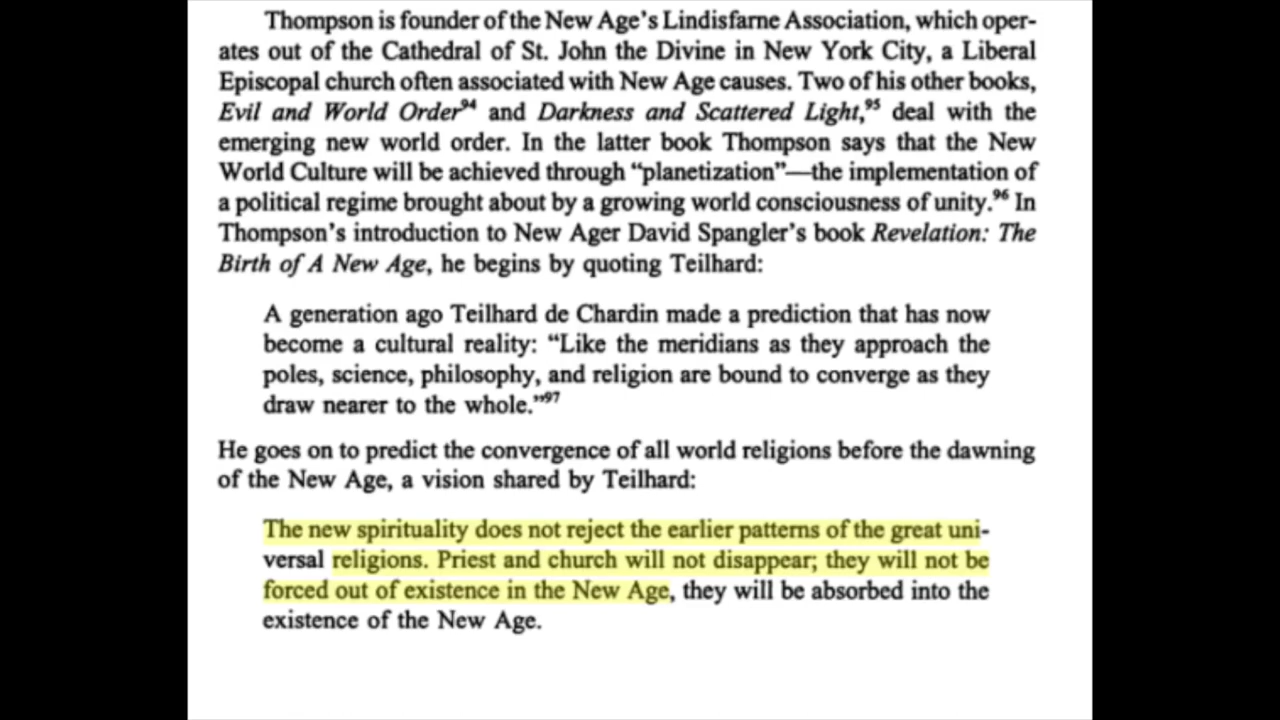 Thompson is founder of the New Age's Lindisfarne Association, which oper-
ates out of the Cathedral of St. John the Divine in New York City, a Liberal
Episcopal church often associated with New Age causes. Two of his other books,
Evil and World Order94 and Darkness and Scattered Light,95 deal with the
emerging new world order. In the latter book Thompson says that the New
World Culture will be achieved through “planetization”—the implementation of
a political regime brought about by a growing world consciousness of unity.96 In
Thompson's introduction to New Ager David Spangler's book Revelation: The
Birth of A New Age, he begins by quoting Teilhard:
A generation ago Teilhard de Chardin made a prediction that has now
become a cultural reality: “Like the meridians as they approach the
poles, science, philosophy, and religion are bound to converge as they
draw nearer to the whole.”97
He goes on to predict the convergence of all world religions before the dawning
of the New Age, a vision shared by Teilhard:
The new spirituality does not reject the earlier patterns of the great uni-
versal religions. Priest and church will not disappear; they will not be
forced out of existence in the New Age, they will be absorbed into the
existence of the New Age.